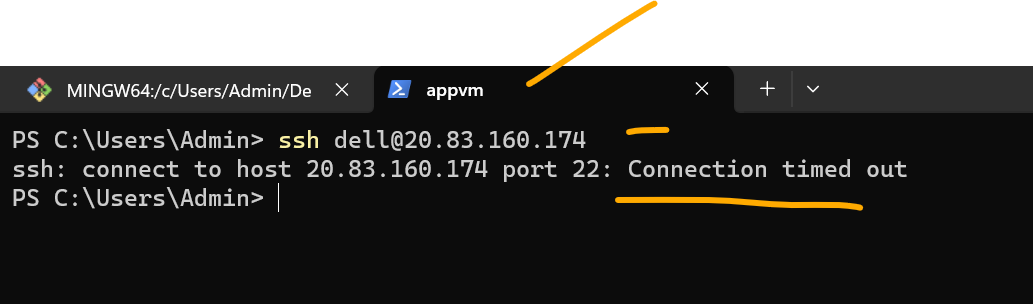 MINGW64:/c/Users/Admin/De appvm
PS C:\Users\Admin> ssh dell@20.83.160.174
ssh: connect to host 20.83.160.174 port 22: Connection timed out
PS C:\Users\Admin>